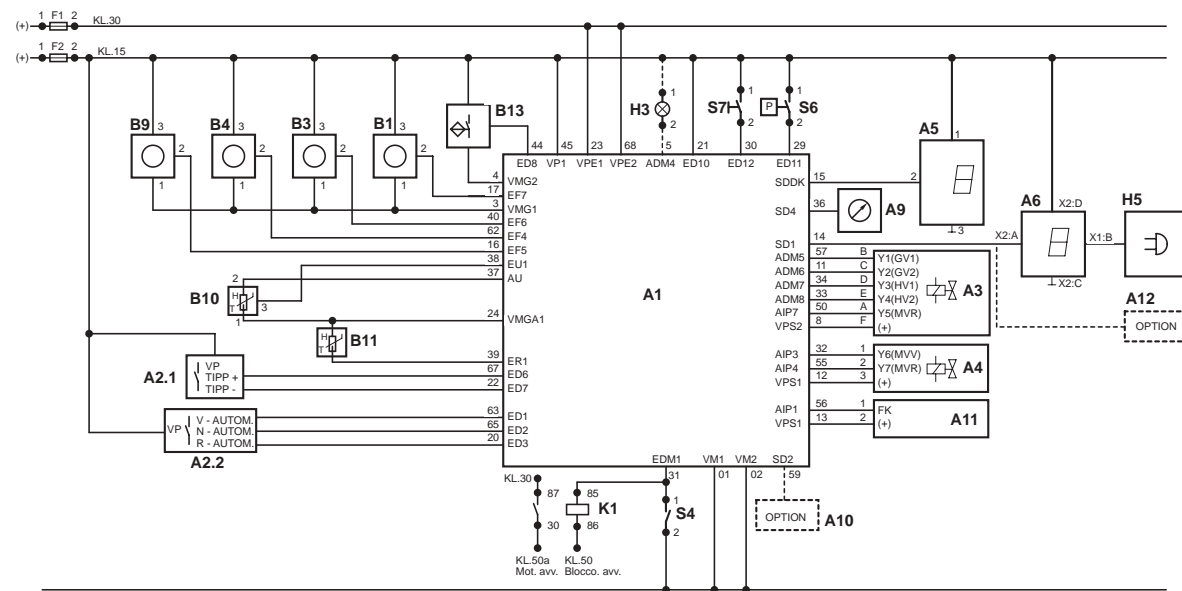 1 F1 2
(+)
KL.30
1 F2 2
(+)
KL.15
B9 3
2
1
B4 3
2
1
B3 3
2
1
B1 3
2
1
B13
H3
1
2
S7
1
2
P
S6
1
2
A5
1
2
3
A6
X2:D
X2:A
X2:C
X1:B
H5
44 45 23 68 5 21 30 29
ED8 VP1 VPE1 VPE2 ADM4 ED10 ED12 ED11
4 VMG2
17 EF7
3 VMG1
40 EF6
62 EF4
16 EF5
38 EU1
37 AU
24 VMGA1
39 ER1
67 ED6
22 ED7
63 ED1
65 ED2
20 ED3
A1
SDDK 15
SD4 36
A9
SD1 14
ADM5 57 B Y1(GV1)
ADM6 11 C Y2(GV2)
ADM7 34 D Y3(HV1)
ADM8 33 E Y4(HV2)
AIP7 50 A Y5(MVR)
VPS2 8 F (+)
A3
A12
OPTION
AIP3 32 1 Y6(MVV)
AIP4 55 2 Y7(MVR)
VPS1 12 3 (+)
A4
AIP1 56 1 FK
VPS1 13 2 (+)
A11
B10
2
H
T
3
1
B11
H
T
A2.1
VP
TIPP +
TIPP -
VP
V - AUTOM.
N - AUTOM.
R - AUTOM.
A2.2
EDM1 VM1 VM2 SD2
31 01 02 59
KL.30
87
30
KL.50a
Mot. avv.
85
K1
86
KL.50
Blocco. avv.
1
S4
2
OPTION
A10